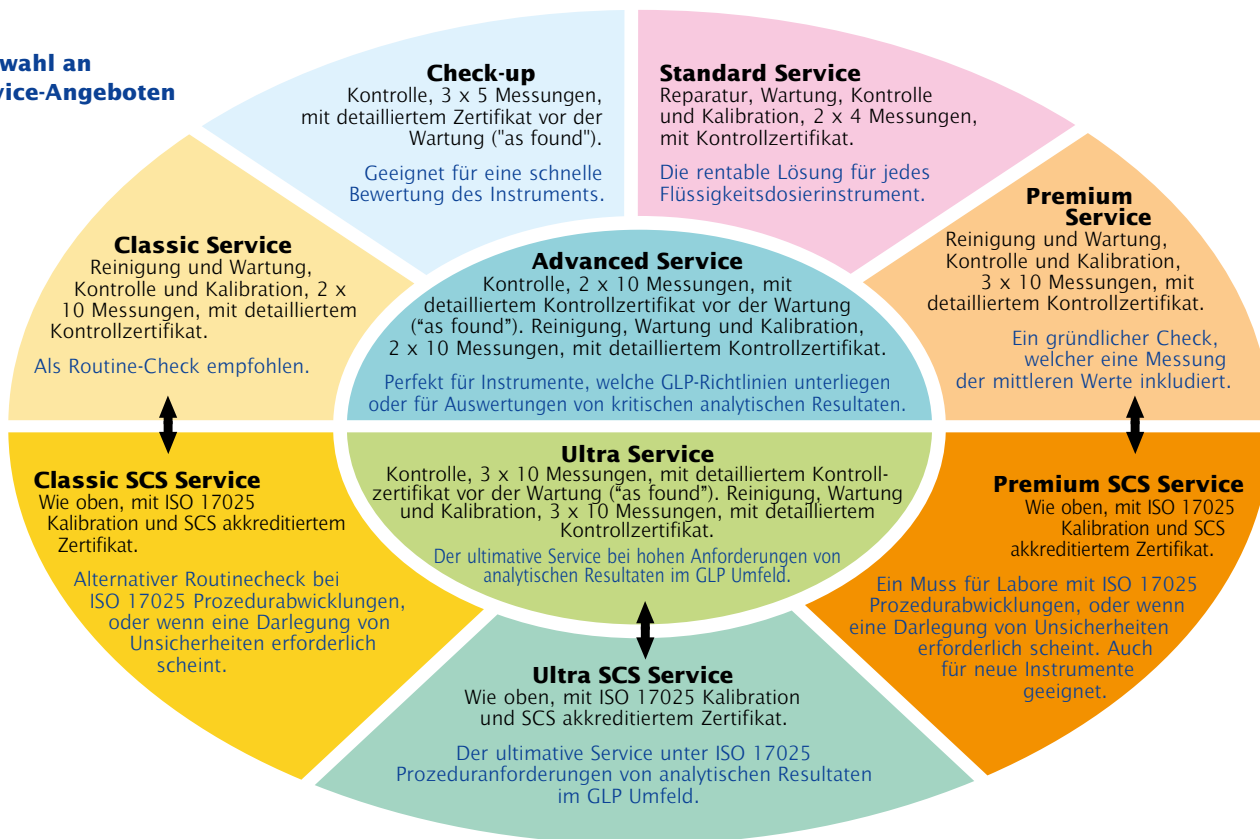 wahl an
vice-Angeboten
Check-up
Kontrolle, 3 x 5 Messungen,
mit detailliertem Zertifikat vor der
Wartung ("as found").
Geeignet für eine schnelle
Bewertung des Instruments.
Standard Service
Reparatur, Wartung, Kontrolle
und Kalibration, 2 x 4 Messungen,
mit Kontrollzertifikat.
Die rentable Lösung für jedes
Flüssigkeitsdosierinstrument.
Classic Service
Reinigung und Wartung,
Kontrolle und Kalibration, 2 x
10 Messungen, mit detailliertem
Kontrollzertifikat.
Als Routine-Check empfohlen.
Advanced Service
Kontrolle, 2 x 10 Messungen, mit
detailliertem Kontrollzertifikat vor der Wartung
(“as found”). Reinigung, Wartung und Kalibration,
2 x 10 Messungen, mit detailliertem Kontrollzertifikat.
Perfekt für Instrumente, welche GLP-Richtlinien unterliegen
oder für Auswertungen von kritischen analytischen Resultaten.
Premium
Service
Reinigung und Wartung,
Kontrolle und Kalibration,
3 x 10 Messungen, mit
detailliertem Kontrollzertifikat.
Ein gründlicher Check,
welcher eine Messung
der mittleren Werte inkludiert.
Classic SCS Service
Wie oben, mit ISO 17025
Kalibration und SCS akkreditiertem
Zertifikat.
Alternativer Routinecheck bei
ISO 17025 Prozedurabwicklungen,
oder wenn eine Darlegung von
Unsicherheiten erforderlich
scheint.
Ultra Service
Kontrolle, 3 x 10 Messungen, mit detailliertem Kontroll-
zertifikat vor der Wartung (“as found”). Reinigung, Wartung
und Kalibration, 3 x 10 Messungen, mit detailliertem
Kontrollzertifikat.
Der ultimative Service bei hohen Anforderungen von
analytischen Resultaten im GLP Umfeld.
Premium SCS Service
Wie oben, mit ISO 17025
Kalibration und SCS
akkreditiertem Zertifikat.
Ein Muss für Labore mit ISO 17025
Prozedurabwicklungen, oder wenn
eine Darlegung von Unsicherheiten
erforderlich scheint. Auch
für neue Instrumente
geeignet.
Ultra SCS Service
Wie oben, mit ISO 17025 Kalibration
und SCS akkreditiertem Zertifikat.
Der ultimative Service unter ISO 17025
Prozeduranforderungen von analytischen Resultaten
im GLP Umfeld.